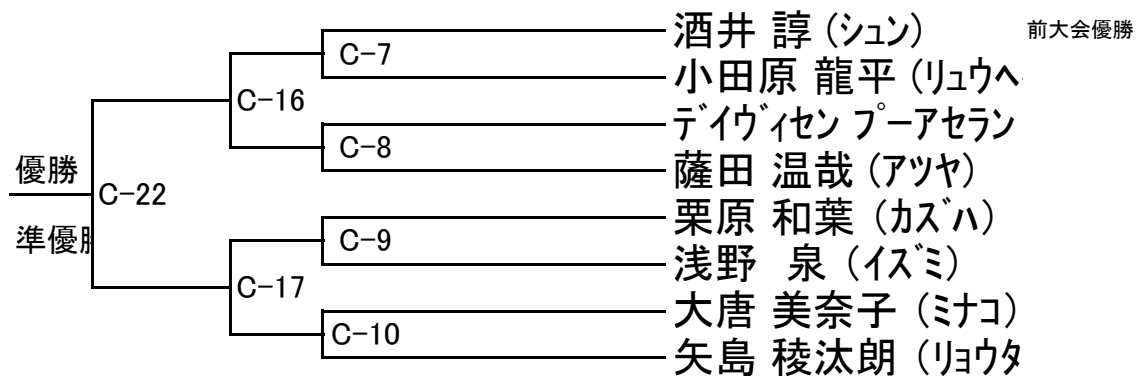 酒井 諄 (シュン) 前大会優勝
C-7
小田原 龍平 (リュウヘ
C-16
デイヴィセン プーアセラン
C-8
薩田 温哉 (アツヤ)
優勝
C-22
準優勝
栗原 和葉 (カズハ)
C-9
浅野 泉 (イズミ)
C-17
大唐 美奈子 (ミナコ)
C-10
矢島 稜汰朗 (リョウタ